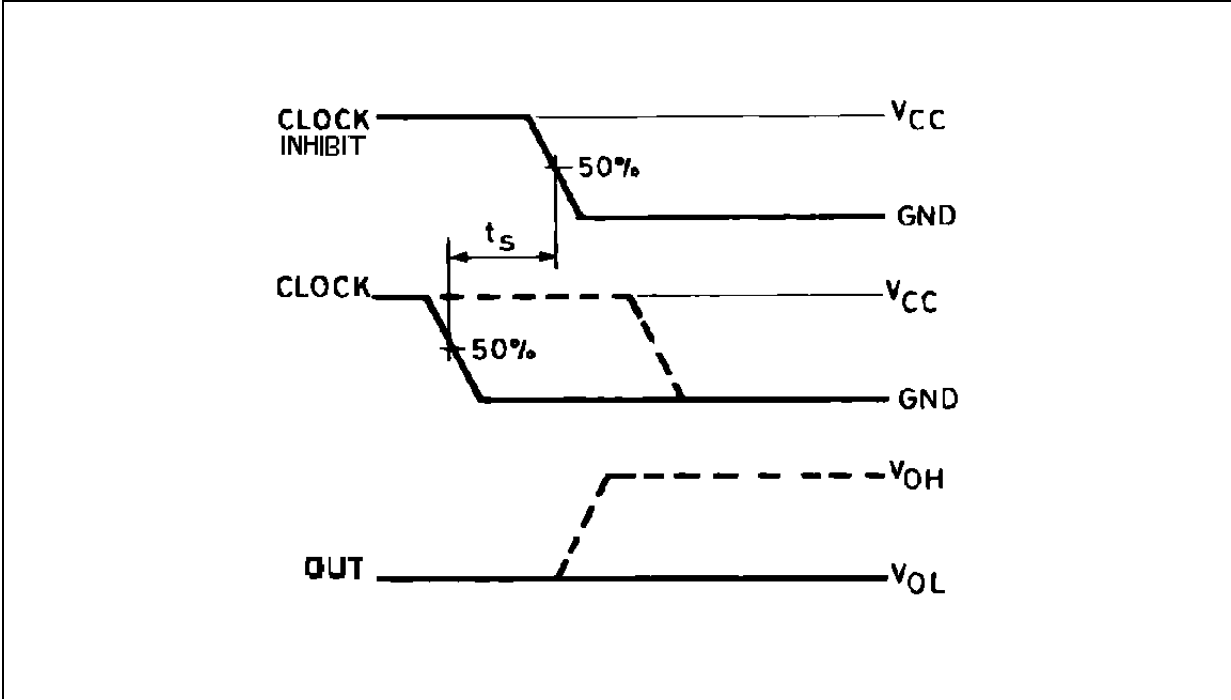 CLOCK
INHIBIT
VCC
50%
GND
ts
CLOCK
VCC
50%
GND
VOH
OUT
VOL